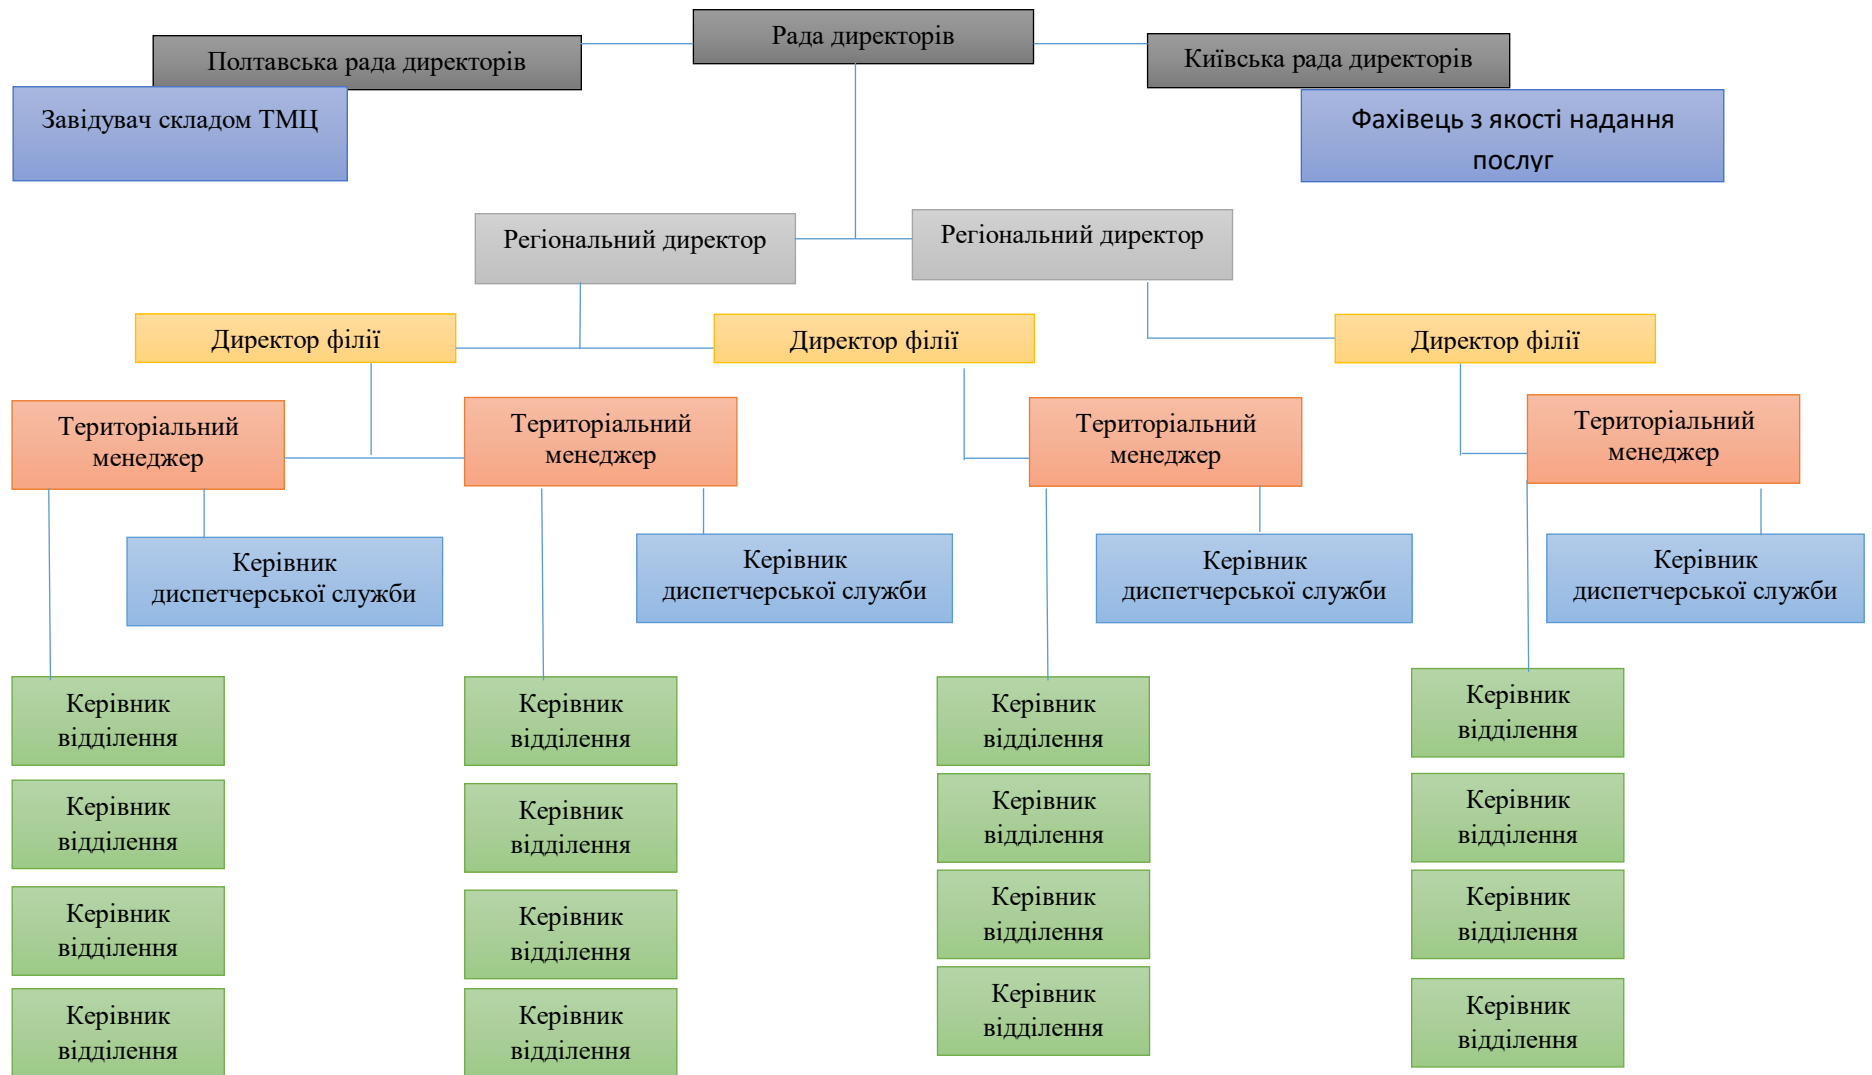 Рада директорів
Полтавська рада директорів
Київська рада директорів
Завідувач складом ТМЦ
Фахівець з якості надання
послуг
Регіональний директор
Регіональний директор
Директор філії
Директор філії
Директор філії
Територіальний
менеджер
Територіальний
менеджер
Територіальний
менеджер
Територіальний
менеджер
Керівник
диспетчерської служби
Керівник
диспетчерської служби
Керівник
диспетчерської служби
Керівник
диспетчерської служби
Керівник
відділення
Керівник
відділення
Керівник
відділення
Керівник
відділення
Керівник
відділення
Керівник
відділення
Керівник
відділення
Керівник
відділення
Керівник
відділення
Керівник
відділення
Керівник
відділення
Керівник
відділення
Керівник
відділення
Керівник
відділення
Керівник
відділення
Керівник
відділення